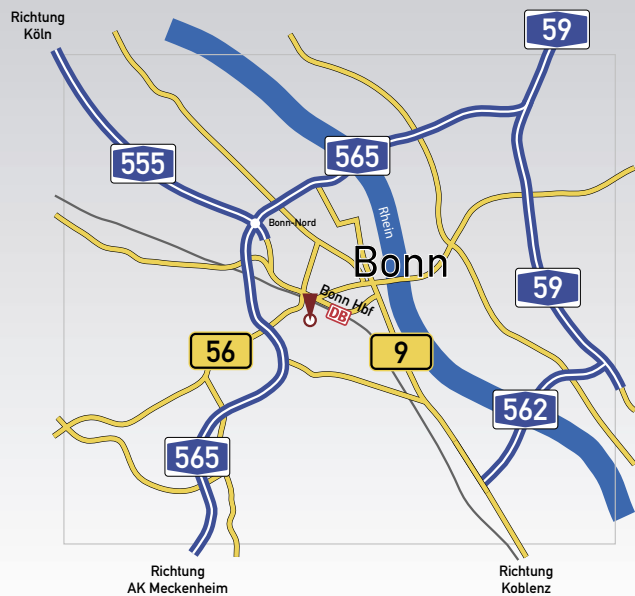 Richtung
Köln
59
555
565
Bonn-Nord
Rhein
Bonn
59
Bonn Hbf
DB
56
9
562
565
Richtung
AK Meckenheim
Richtung
Koblenz